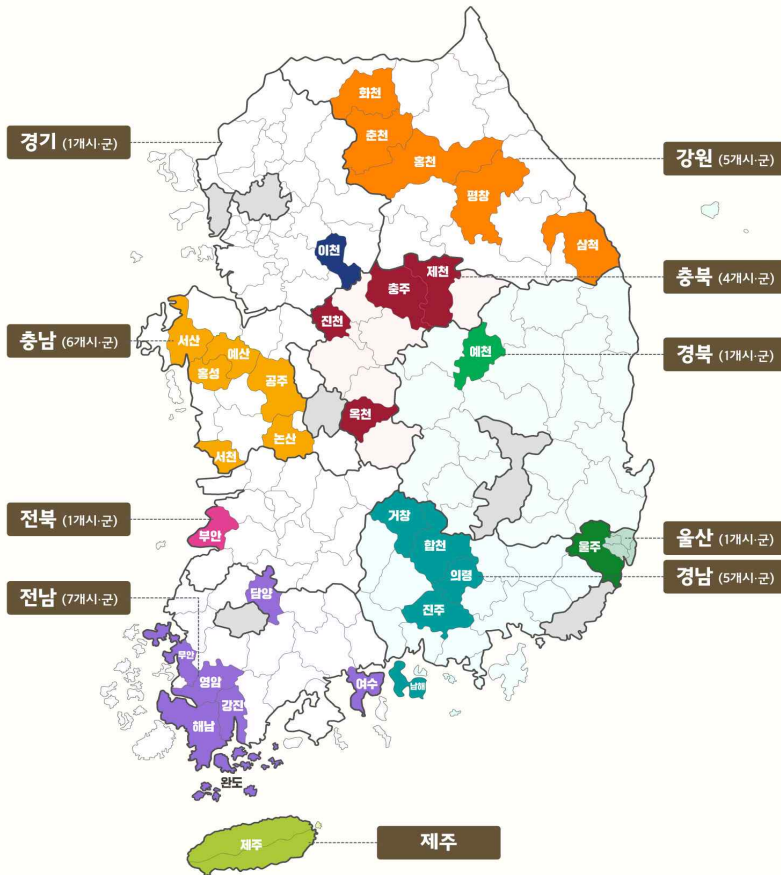 화천
춘천
홍천
경기 (1개시·군)
강원 (5개시·군)
평창
삼척
이천
제천
충주
충북 (4개시·군)
진천
서산
예산
충남 (6개시·군)
예천
경북 (1개시·군)
홍성
공주
옥천
논산
서천
거창
전북 (1개시·군)
부안
합천
울주
울산 (1개시·군)
의령
경남 (5개시·군)
담양
전남 (7개시·군)
진주
무안
영암
여수
남해
강진
해남
완도
제주
제주